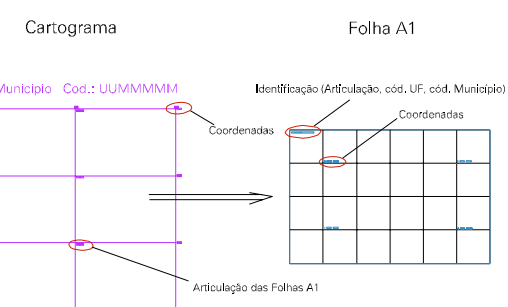 Cartograma
Folha A1
Município Cod.: UUMMMMM
Identificação (Articulação, cód. UF, cód. Município)
Coordenadas
Coordenadas
Articulação das Folhas A1